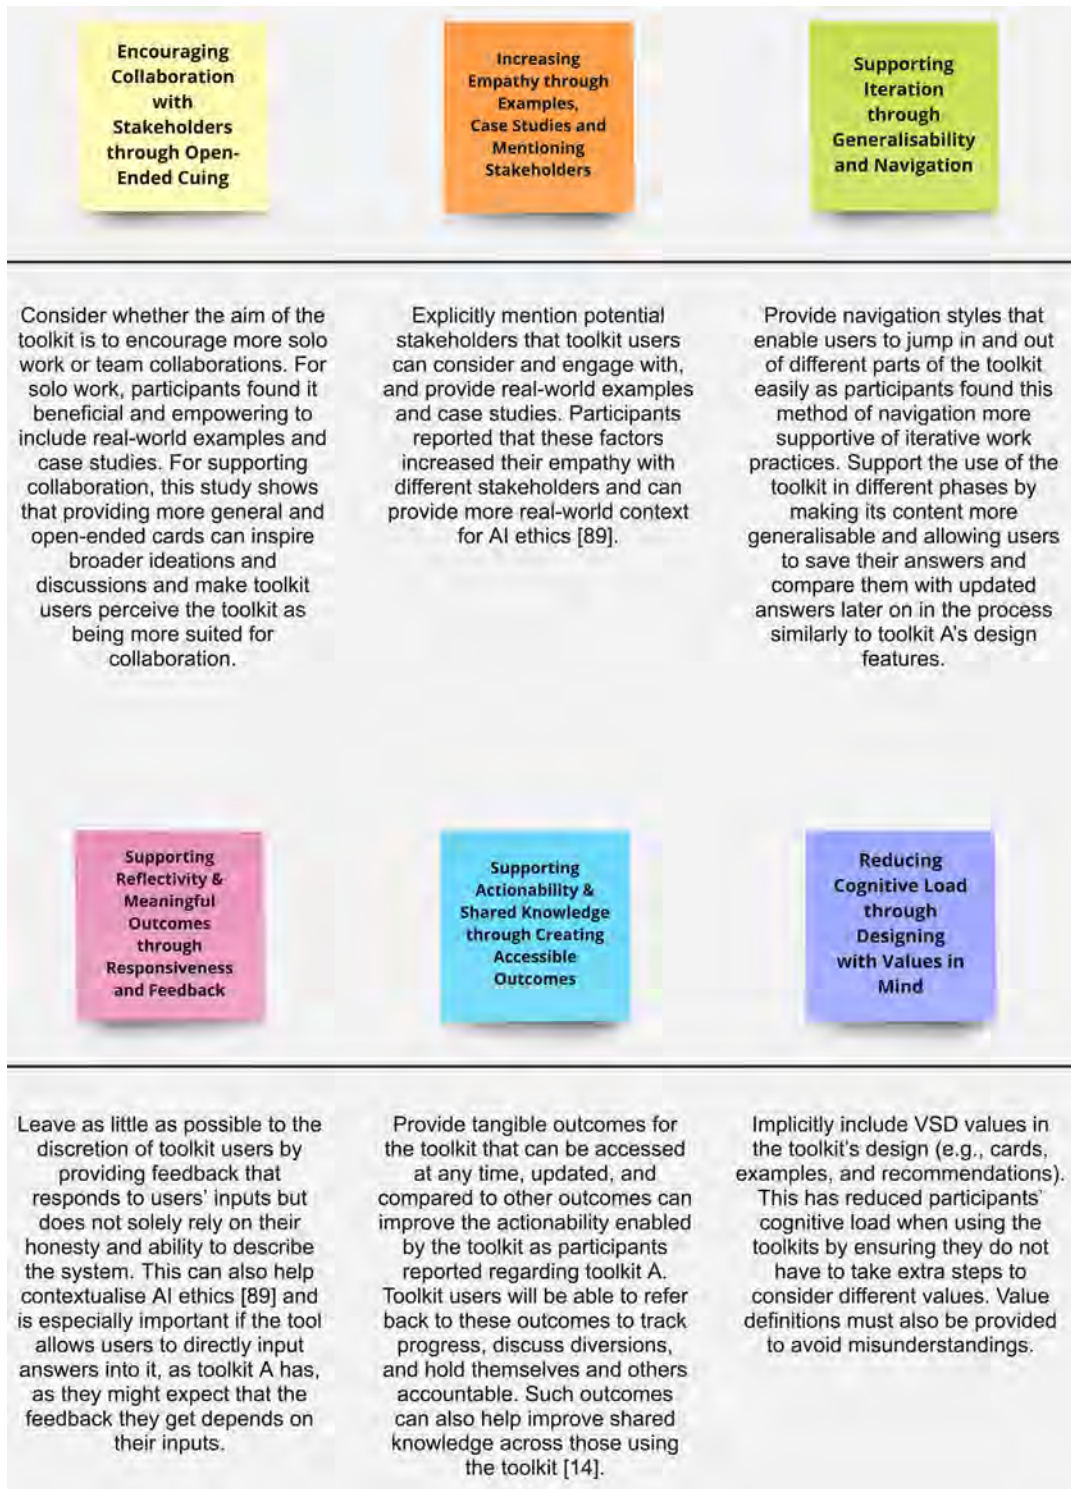 Encouraging
Collaboration
with
Stakeholders
through Open-
Ended Cuing
Increasing
Empathy through
Examples,
Case Studies and
Mentioning
Stakeholders
Supporting
Iteration
through
Generalisability
and Navigation
Consider whether the aim of the
toolkit is to encourage more solo
work or team collaborations. For
solo work, participants found it
beneficial and empowering to
include real-world examples and
case studies. For supporting
collaboration, this study shows
that providing more general and
open-ended cards can inspire
broader ideations and
discussions and make toolkit
users perceive the toolkit as
being more suited for
collaboration.
Explicitly mention potential
stakeholders that toolkit users
can consider and engage with,
and provide real-world examples
and case studies. Participants
reported that these factors
increased their empathy with
different stakeholders and can
provide more real-world context
for AI ethics [89].
Provide navigation styles that
enable users to jump in and out
of different parts of the toolkit
easily as participants found this
method of navigation more
supportive of iterative work
practices. Support the use of the
toolkit in different phases by
making its content more
generalisable and allowing users
to save their answers and
compare them with updated
answers later on in the process
similarly to toolkit A's design
features.
Supporting
Reflectivity &
Meaningful
Outcomes
through
Responsiveness
and Feedback
Supporting
Actionability &
Shared Knowledge
through Creating
Accessible
Outcomes
Reducing
Cognitive Load
through
Designing
with Values in
Mind
Leave as little as possible to the
discretion of toolkit users by
providing feedback that
responds to users' inputs but
does not solely rely on their
honesty and ability to describe
the system. This can also help
contextualise AI ethics [89] and
is especially important if the tool
allows users to directly input
answers into it, as toolkit A has,
as they might expect that the
feedback they get depends on
their inputs.
Provide tangible outcomes for
the toolkit that can be accessed
at any time, updated, and
compared to other outcomes can
improve the actionability enabled
by the toolkit as participants
reported regarding toolkit A.
Toolkit users will be able to refer
back to these outcomes to track
progress, discuss diversions,
and hold themselves and others
accountable. Such outcomes
can also help improve shared
knowledge across those using
the toolkit [14].
Implicitly include VSD values in
the toolkit's design (e.g., cards,
examples, and recommendations).
This has reduced participants'
cognitive load when using the
toolkits by ensuring they do not
have to take extra steps to
consider different values. Value
definitions must also be provided
to avoid misunderstandings.